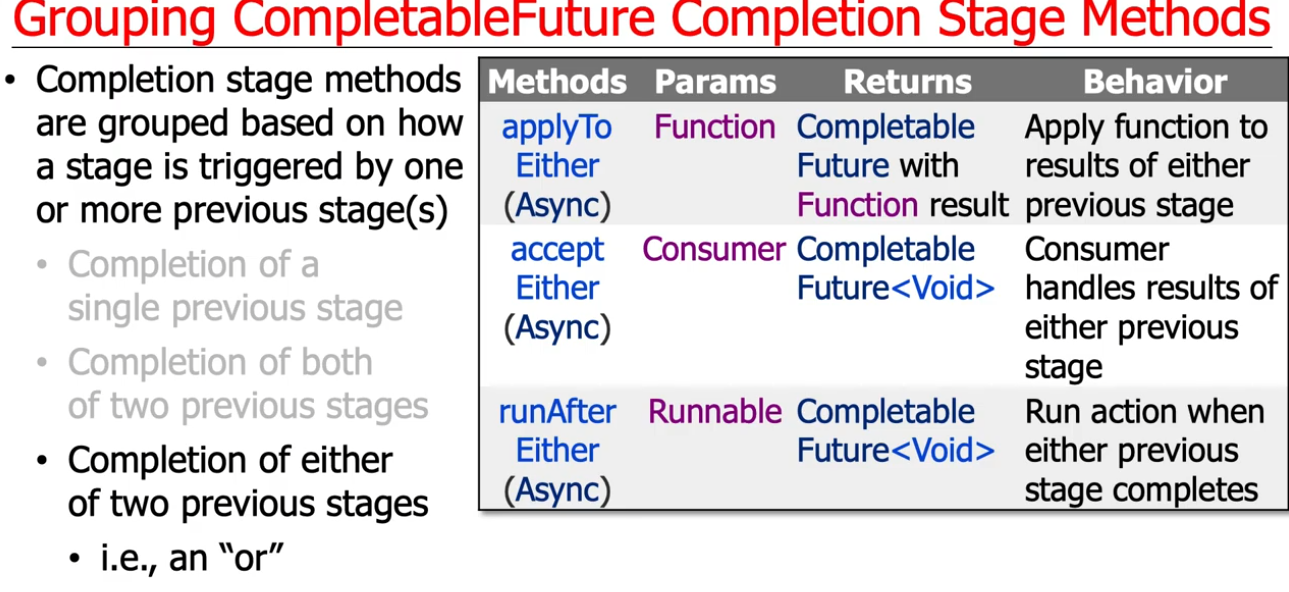 Grouping CompletableFuture Completion Stage Methods
• Completion stage methods
are grouped based on how
a stage is triggered by one
or more previous stage(s)
• Completion of a
single previous stage
• Completion of both
of two previous stages
• Completion of either
of two previous stages
• i.e., an “or”
Methods Params Returns Behavior
applyTo Function Completable Apply function to
Either Future with results of either
(Async) Function result previous stage
accept Consumer Completable Consumer
Either Future<Void> handles results of
(Async) either previous
stage
runAfter Runnable Completable Run action when
Either Future<Void> either previous
(Async) stage completes